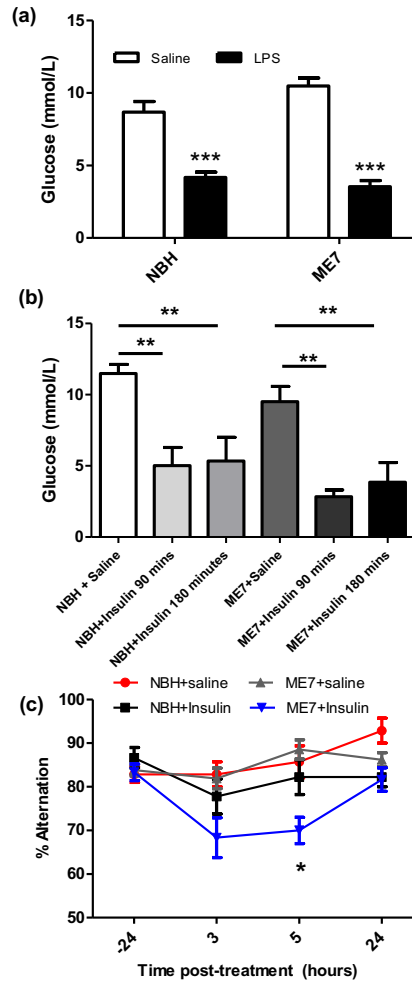 (a)
15
10
5
0
Glucose (mmol/L)
Saline
LPS
***
***
NBH
ME7
(b)
15
10
5
0
Glucose (mmol/L)
**
**
**
**
NBH + Saline
NBH+Insulin 90 mins
NBH+Insulin 180 minutes
ME7+Saline
ME7+Insulin 90 mins
ME7+Insulin 180 mins
NBH+saline
ME7+saline
NBH+Insulin
ME7+Insulin
(c)
100
90
80
70
60
50
% Alternation
*
-24
3
5
24
Time post-treatment (hours)